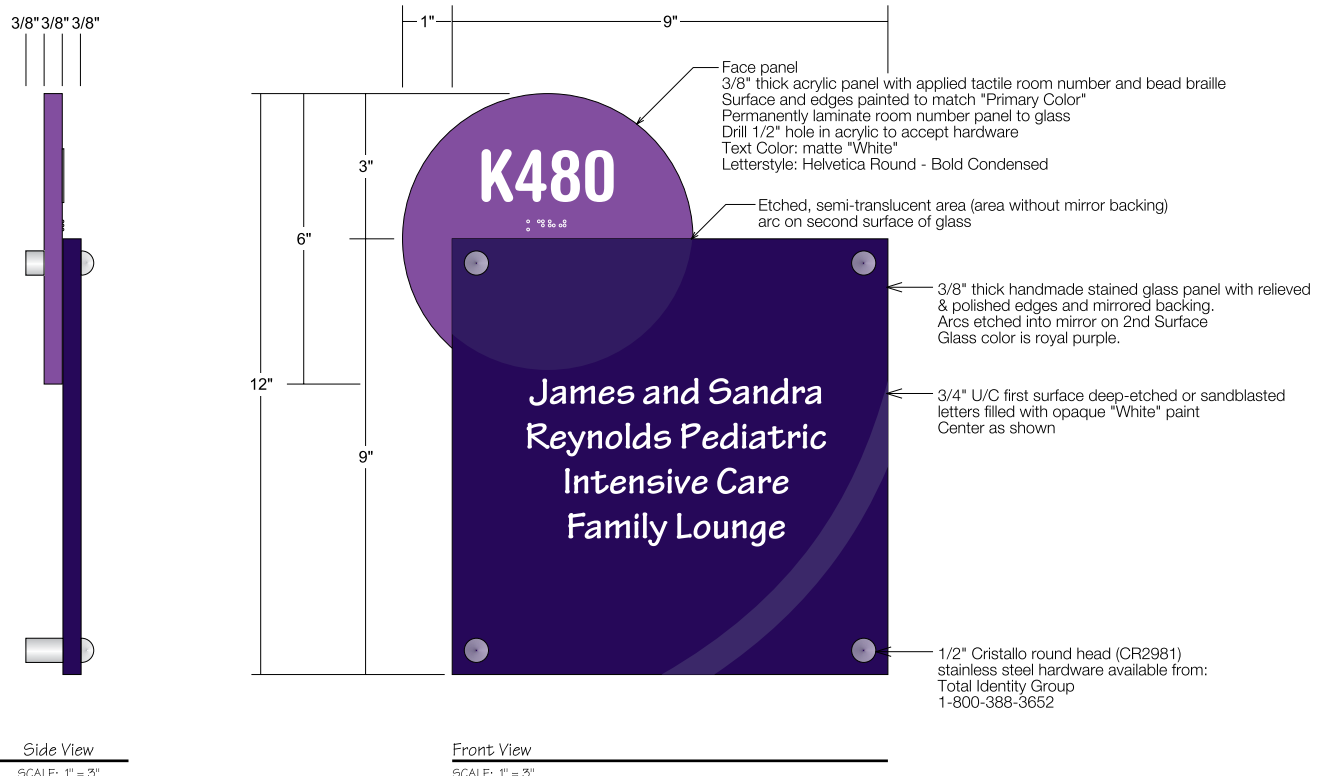 3/8" 3/8" 3/8"
1"
9"
Face panel
3/8" thick acrylic panel with applied tactile room number and bead braille
Surface and edges painted to match "Primary Color"
Permanently laminate room number panel to glass
Drill 1/2" hole in acrylic to accept hardware
Text Color: matte "White"
Letterstyle: Helvetica Round - Bold Condensed
3"
K480
Etched, semi-translucent area (area without mirror backing)
arc on second surface of glass
6"
3/8" thick handmade stained glass panel with relieved
& polished edges and mirrored backing.
Arcs etched into mirror on 2nd Surface
Glass color is royal purple.
12"
3/4" U/C first surface deep-etched or sandblasted
letters filled with opaque "White" paint
Center as shown
James and Sandra
Reynolds Pediatric
Intensive Care
Family Lounge
9"
1/2" Cristallo round head (CR2981)
stainless steel hardware available from:
Total Identity Group
1-800-388-3652
Side View
SCALE: 1" = 3"
Front View
SCALE: 1" = 3"